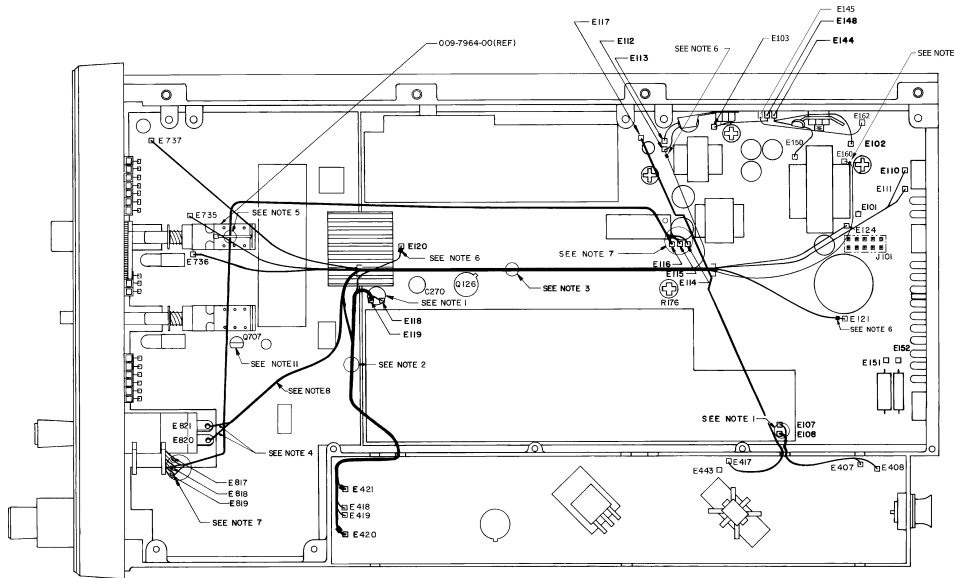 E117
E145
E148
E112
E103
E144
SEE NOTE 6
009-7964-00(REF)
E113
SEE NOTE
E162
E737
E102
E150
E160
E110
E111
E735
SEE NOTE 5
E101
E124
E120
J101
E736
SEE NOTE 6
SEE NOTE 7
E116
E115
E114
C270
Q126
SEE NOTE 3
SEE NOTE 1
R176
E118
E119
E121
SEE NOTE 6
Q707
E152
SEE NOTE 11
SEE NOTE 2
E151
SEE NOTE 8
SEE NOTE 1
E107
E108
E821
E820
SEE NOTE 4
E417
E443
E407
E408
E817
E818
E819
E421
E418
E419
SEE NOTE 7
E420